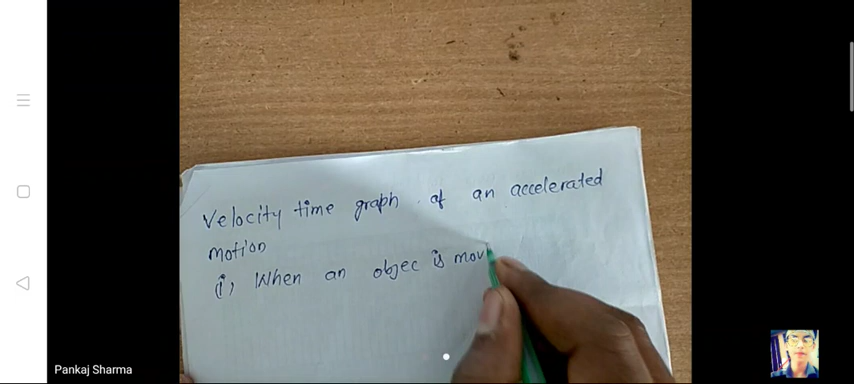 Velocity time graph of an accelerated
motion
(i) When an objec is mov
Pankaj Sharma